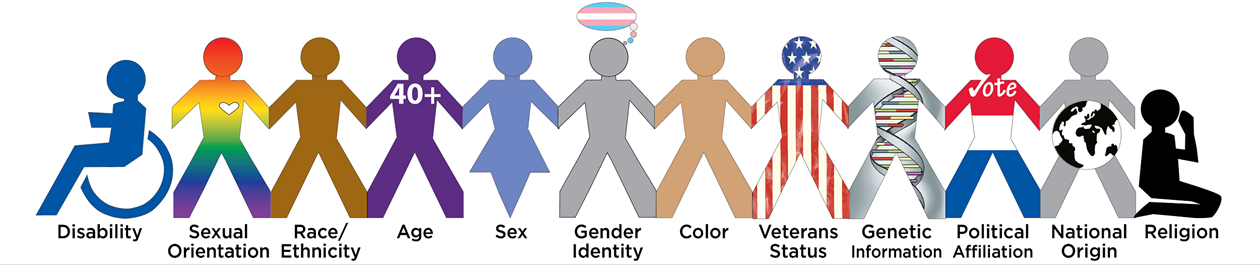 40+
✓ote
Disability
Sexual
Orientation
Race/
Ethnicity
Age
Sex
Gender
Identity
Color
Veterans
Status
Genetic
Information
Political
Affiliation
National
Origin
Religion